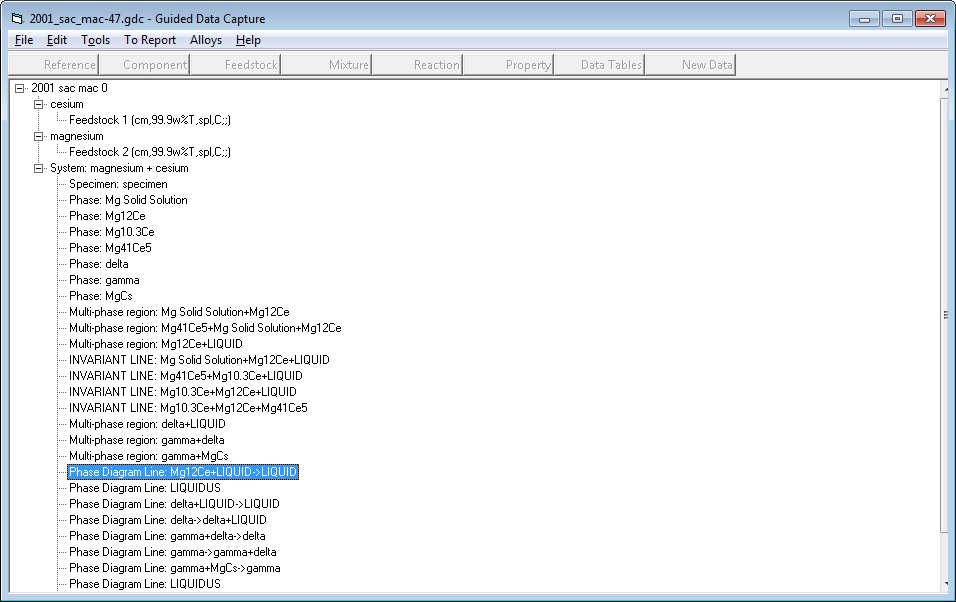 2001_sac_mac-47.gdc - Guided Data Capture
File Edit Tools To Report Alloys Help
Reference Component Feedstock Mixture Reaction Property Data Tables New Data
2001 sac mac 0
cesium
Feedstock 1 (cm,99.9w%T,spl,C;;)
magnesium
Feedstock 2 (cm,99.9w%T,spl,C;;)
System: magnesium + cesium
Specimen: specimen
Phase: Mg Solid Solution
Phase: Mg12Ce
Phase: Mg10.3Ce
Phase: Mg41Ce5
Phase: delta
Phase: gamma
Phase: MgCs
Multi-phase region: Mg Solid Solution+Mg12Ce
Multi-phase region: Mg41Ce5+Mg Solid Solution+Mg12Ce
Multi-phase region: Mg12Ce+LIQUID
INVARIANT LINE: Mg Solid Solution+Mg12Ce+LIQUID
INVARIANT LINE: Mg41Ce5+Mg10.3Ce+LIQUID
INVARIANT LINE: Mg10.3Ce+Mg12Ce+LIQUID
INVARIANT LINE: Mg10.3Ce+Mg12Ce+Mg41Ce5
Multi-phase region: delta+LIQUID
Multi-phase region: gamma+delta
Multi-phase region: gamma+MgCs
Phase Diagram Line: Mg12Ce+LIQUID->LIQUID
Phase Diagram Line: LIQUIDUS
Phase Diagram Line: delta+LIQUID->LIQUID
Phase Diagram Line: delta->delta+LIQUID
Phase Diagram Line: gamma+delta->delta
Phase Diagram Line: gamma->gamma+delta
Phase Diagram Line: gamma+MgCs->gamma
Phase Diagram Line: LIQUIDUS